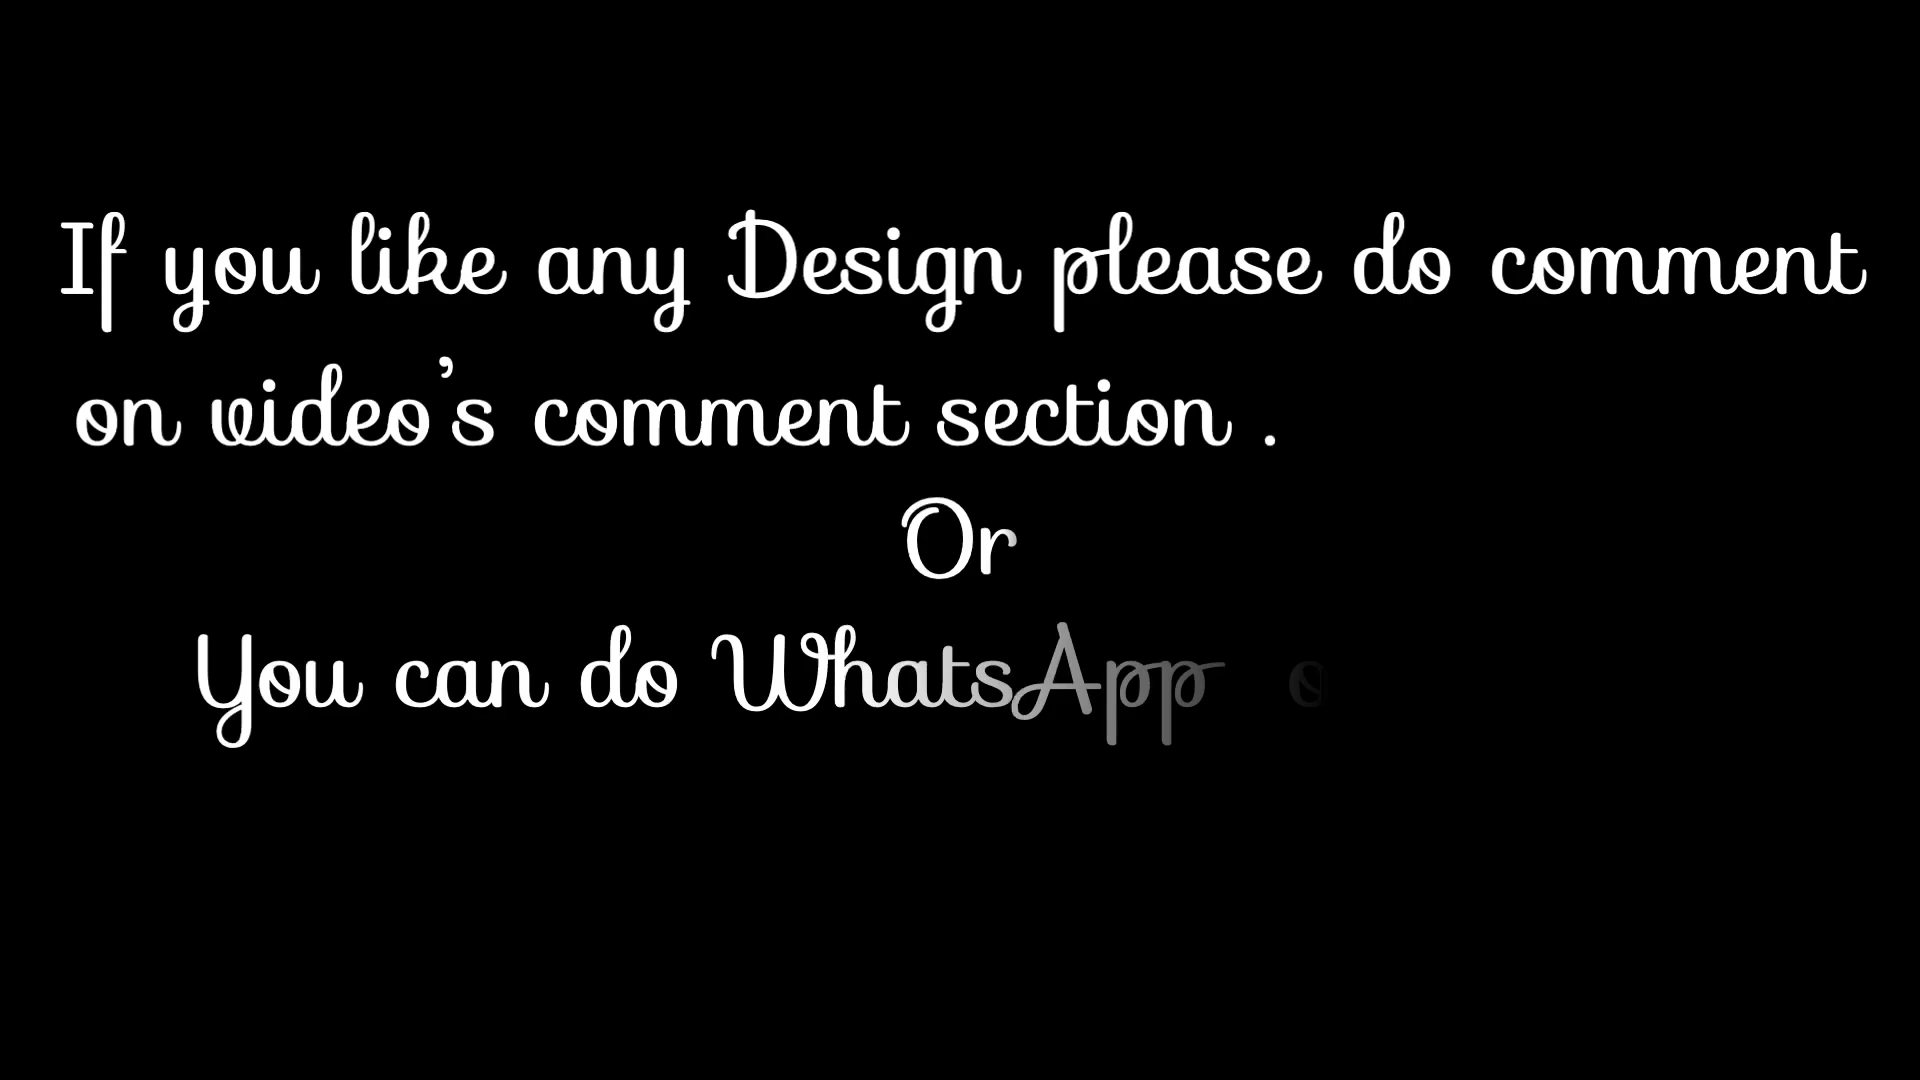 If you like any Design please do comment
on video's comment section .
Or
You can do WhatsApp